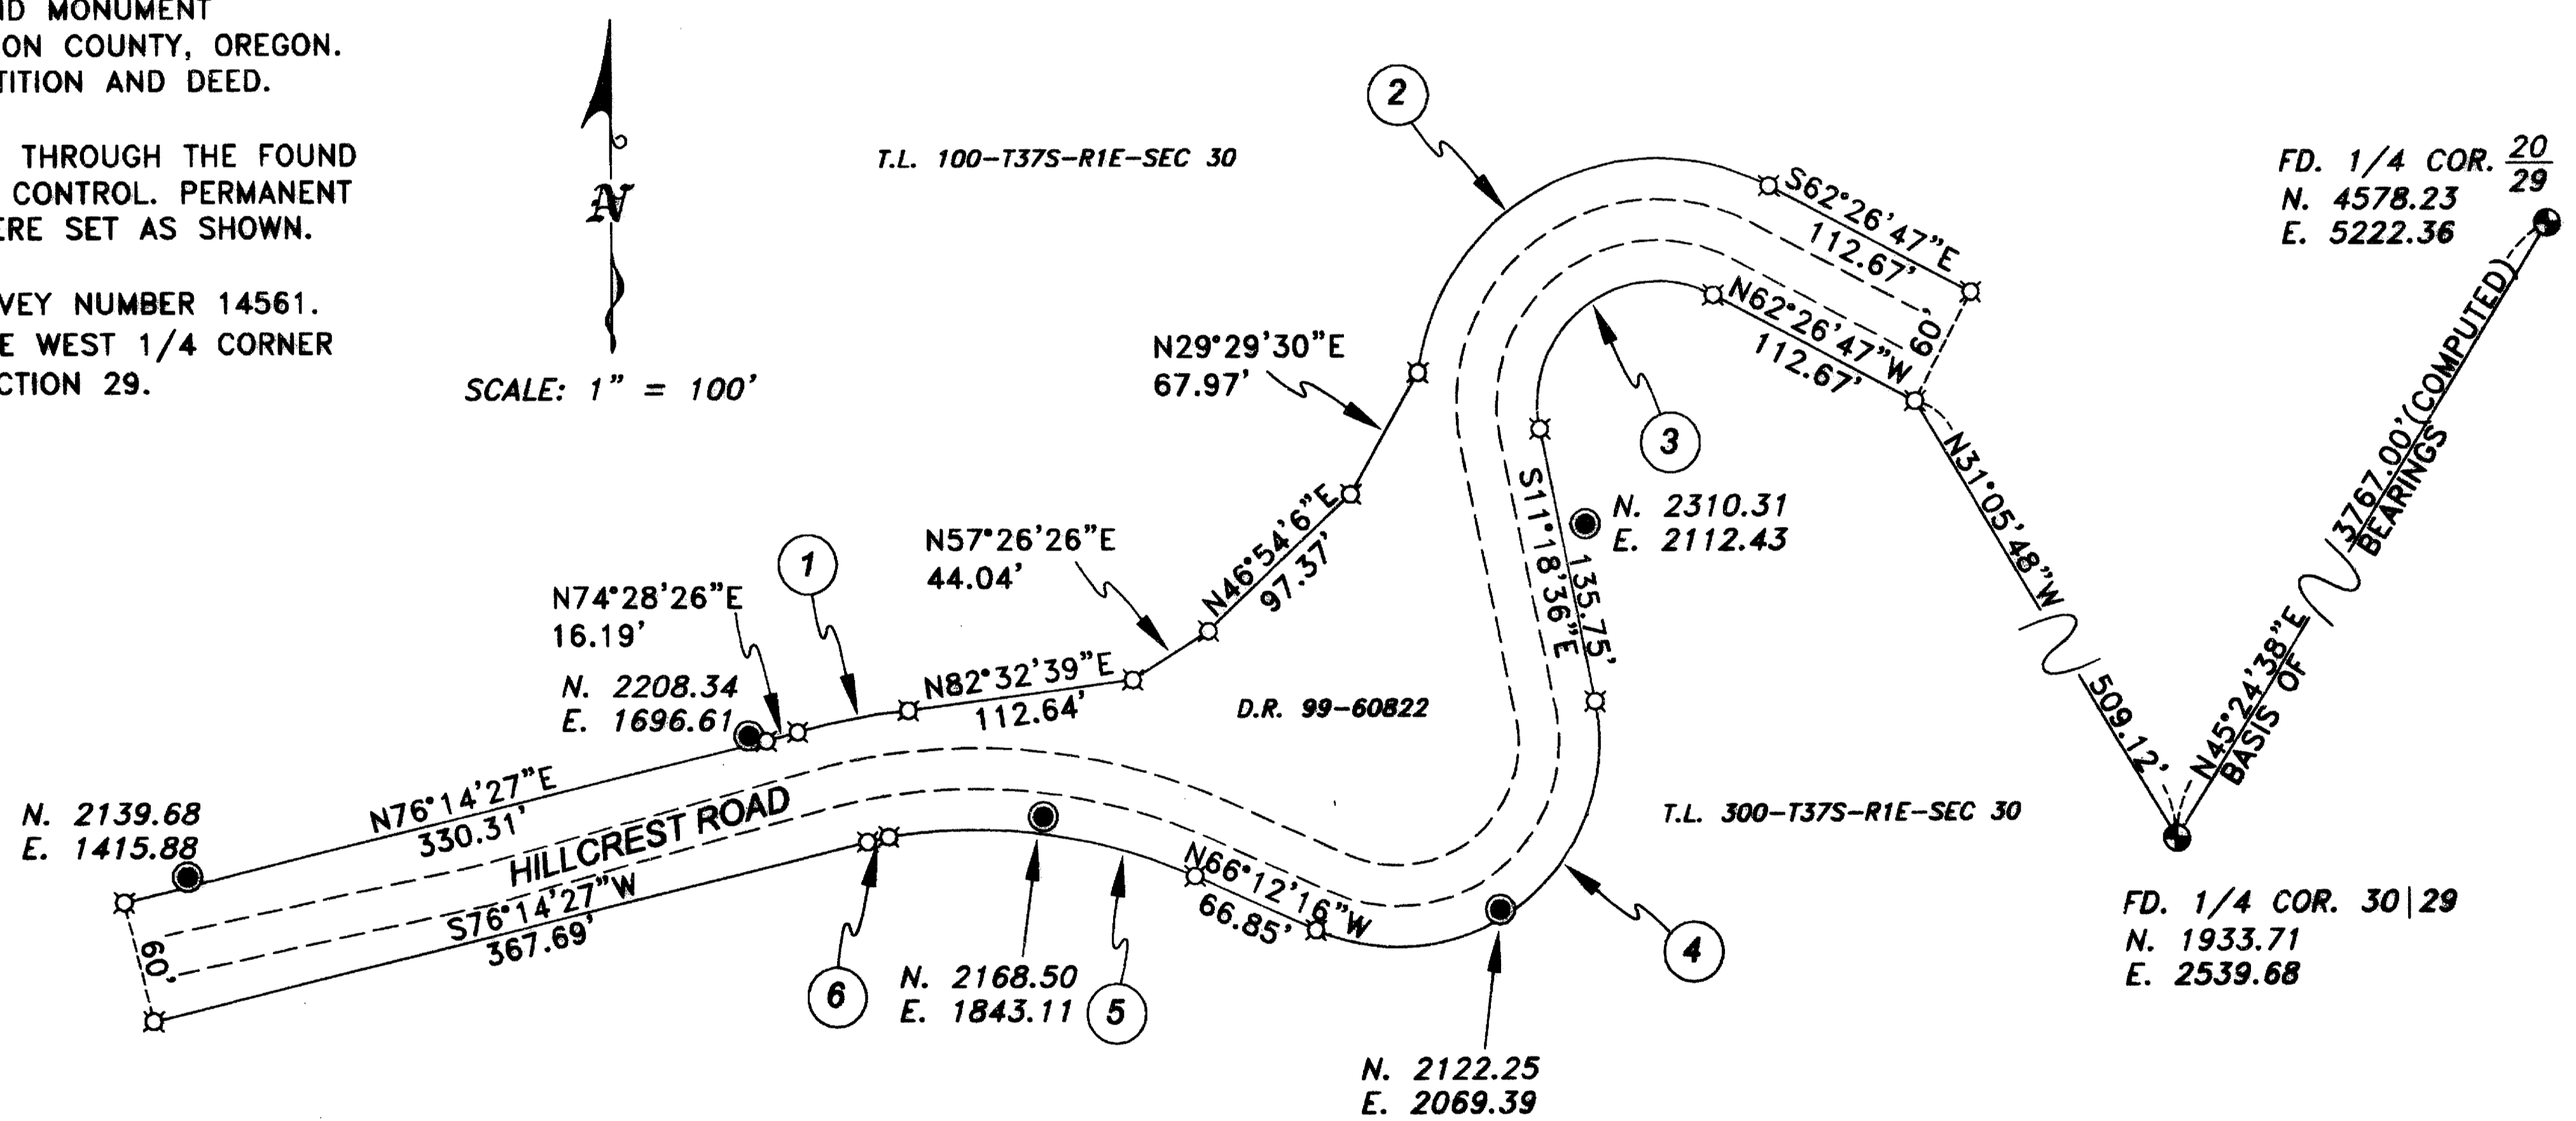 ID MONUMENT
ON COUNTY, OREGON.
TITION AND DEED.
THROUGH THE FOUND
CONTROL. PERMANENT
ERE SET AS SHOWN.
VEY NUMBER 14561.
E WEST 1/4 CORNER
CTION 29.
N
SCALE: 1" = 100'
T.L. 100-T37S-R1E-SEC 30
2
S62°26'47"E
112.67'
60'
N62°26'47"W
112.67'
FD. 1/4 COR. 20/29
N. 4578.23
E. 5222.36
N29°29'30"E
67.97'
3
N46°54'6"E
97.37'
N57°26'26"E
44.04'
1
N74°28'26"E
16.19'
N. 2208.34
E. 1696.61
N82°32'39"E
112.64'
S11°18'36"E
135.75'
N. 2310.31
E. 2112.43
N31°05'48"W
509.12'
N45°24'38"E
3767.00'(COMPUTED)
BASIS OF
BEARINGS
D.R. 99-60822
T.L. 300-T37S-R1E-SEC 30
N. 2139.68
E. 1415.88
N76°14'27"E
330.31'
HILLCREST ROAD
S76°14'27"W
367.69'
60'
N66°12'16"W
66.85'
6
N. 2168.50
E. 1843.11
5
4
N. 2122.25
E. 2069.39
FD. 1/4 COR. 30|29
N. 1933.71
E. 2539.68